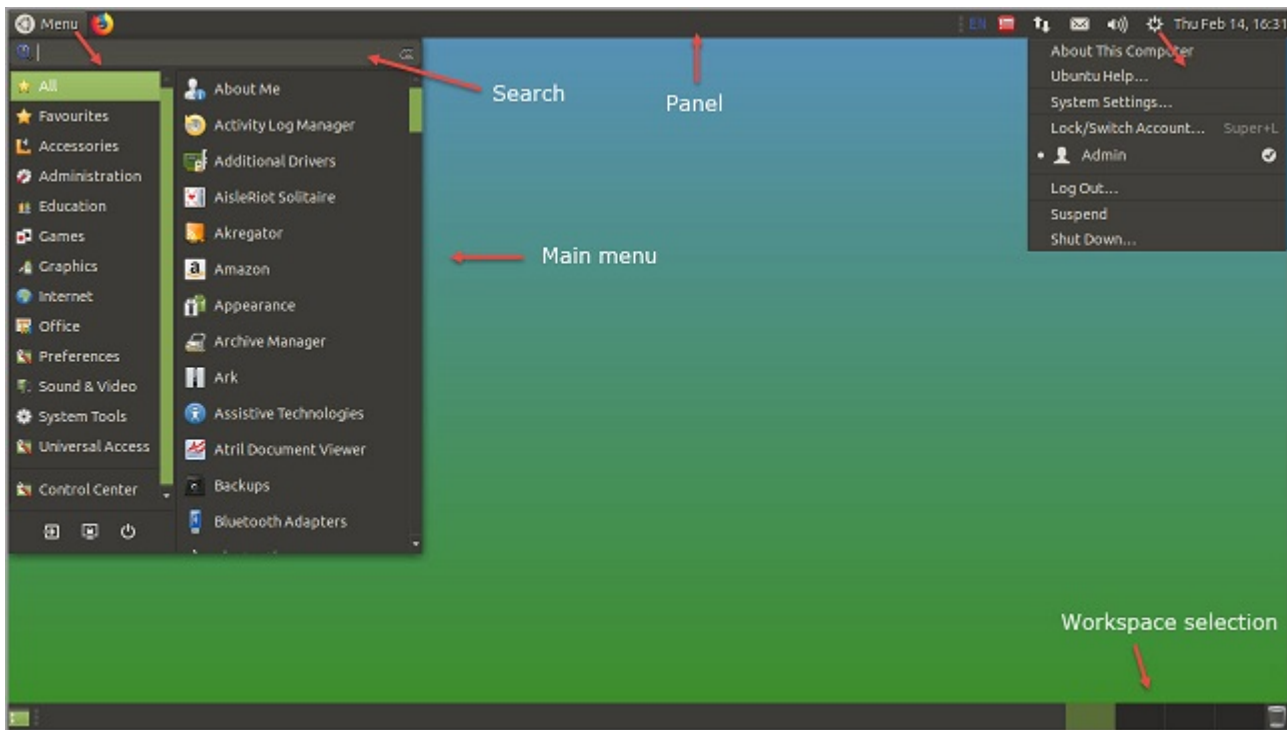 Menu
EN
Thu Feb 14, 16:31
All
Favourites
Accessories
Administration
Education
Games
Graphics
Internet
Office
Preferences
Sound & Video
System Tools
Universal Access
Control Center
About Me
Activity Log Manager
Additional Drivers
AisleRiot Solitaire
Akregator
Amazon
Appearance
Archive Manager
Ark
Assistive Technologies
Atril Document Viewer
Backups
Bluetooth Adapters
Search
Panel
Main menu
About This Computer
Ubuntu Help...
System Settings...
Lock/Switch Account... Super+L
Admin
Log Out...
Suspend
Shut Down...
Workspace selection